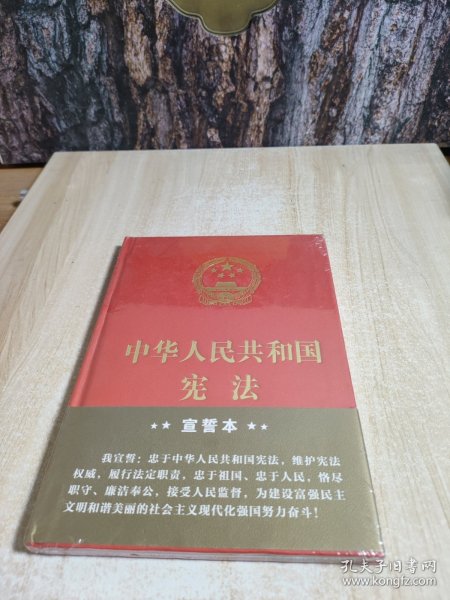 中华人民共和国
宪法
★★ 宣誓本 ★★
我宣誓：忠于中华人民共和国宪法，维护宪法
权威，履行法定职责，忠于祖国、忠于人民，恪尽
职守、廉洁奉公，接受人民监督，为建设富强民主
文明和谐美丽的社会主义现代化强国努力奋斗！
孔夫子旧书网
www.kongfz.com